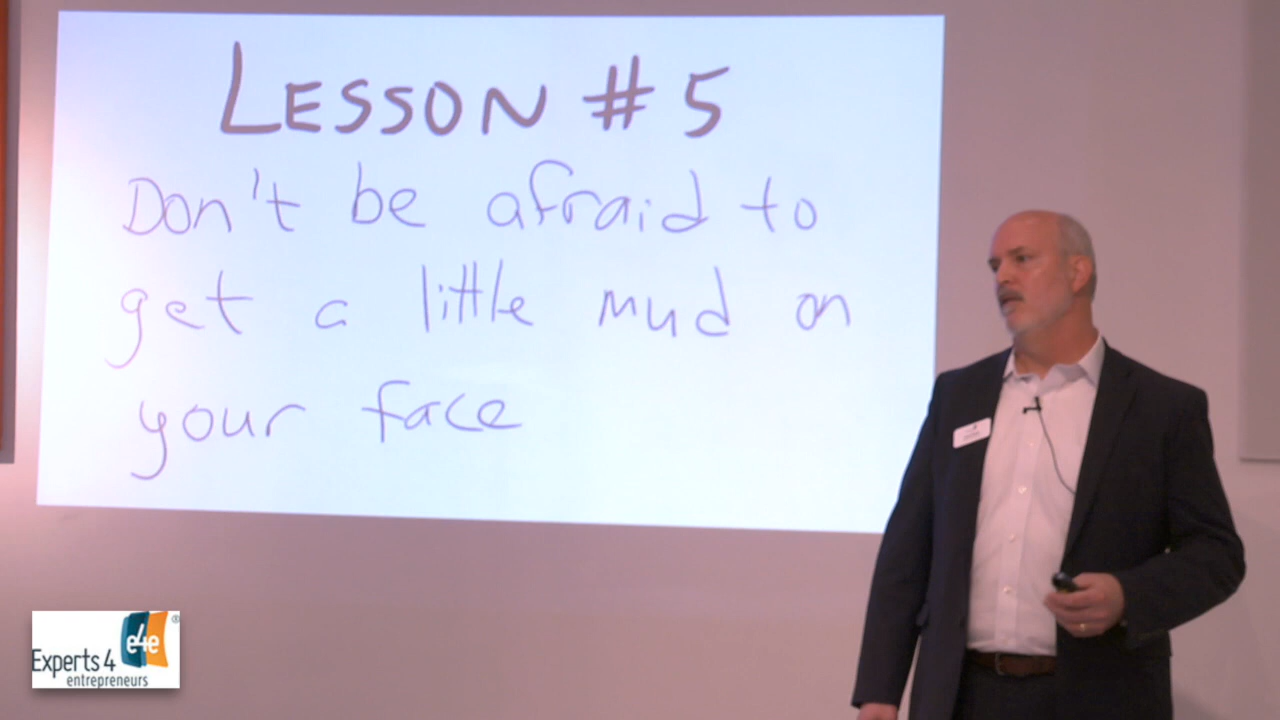 LESSON #5
Don't be afraid to
get a little mud on
your face
e4e
®
Experts 4
entrepreneurs